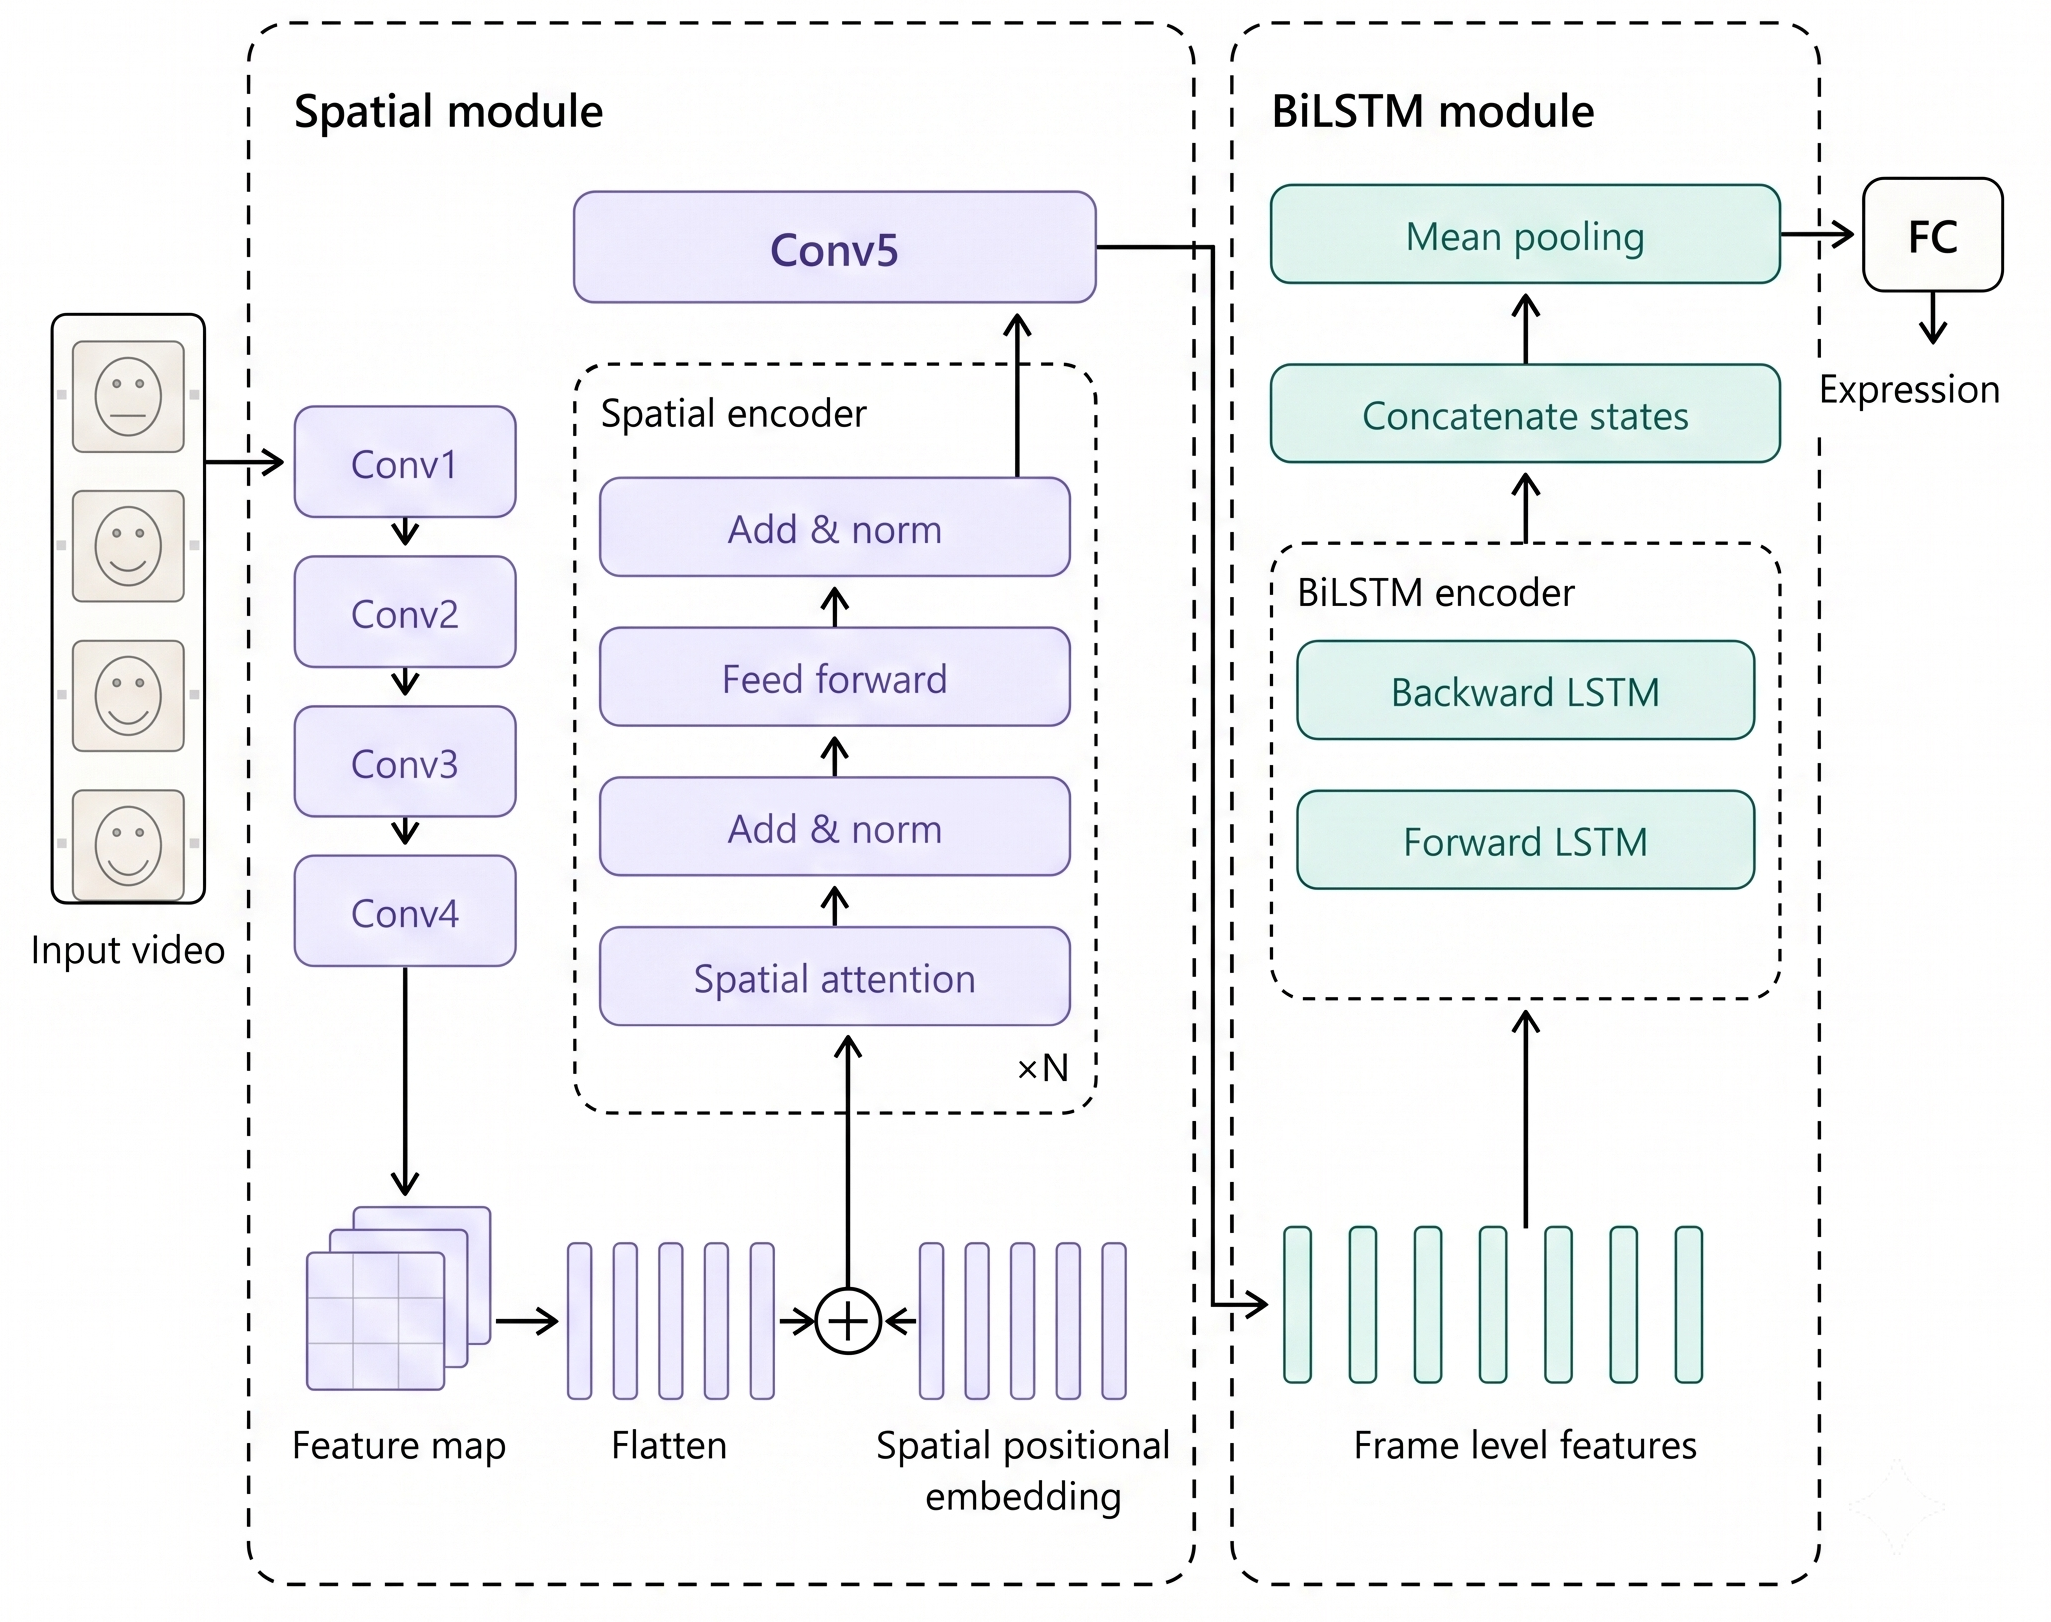 Spatial module
BiLSTM module
Conv5
Mean pooling
FC
Expression
Spatial encoder
Concatenate states
Conv1
Add & norm
BiLSTM encoder
Conv2
Feed forward
Backward LSTM
Conv3
Add & norm
Forward LSTM
Conv4
Input video
Spatial attention
×N
Feature map
Flatten
Spatial positional
embedding
Frame level features